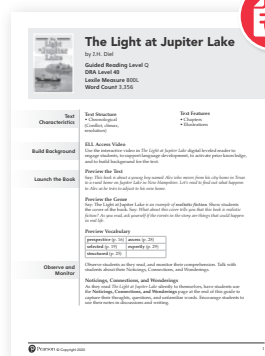 The Light at Jupiter Lake
by J.H. Diel
Guided Reading Level Q
DRA Level 40
Lexile Measure 800L
Word Count 3,356
Text
Characteristics
Text Structure
• Chronological
(Conflict, climax,
resolution)
Text Features
• Chapters
• Illustrations
Build Background
ELL Access Video
Use the interactive video in The Light at Jupiter Lake digital leveled reader to
engage students, to support language development, to activate prior knowledge,
and to build background for the text.
Launch the Book
Preview the Text
Say: This book is about a young boy named Alex who moves from his city home in Texas
to a rural home on Jupiter Lake in New Hampshire. Let's read to find out what happens
to Alex as he tries to adjust to his new home.
Preview the Genre
Say: The Light at Jupiter Lake is an example of realistic fiction. Show students
the cover of the book. Say: What about this cover tells you that this book is realistic
fiction? As you read, ask yourself if the events in the story are things that could happen
in real life.
Preview Vocabulary
perspective (p. 16) access (p. 28)
selected (p. 19) expertly (p. 29)
structural (p. 25)
Observe and
Monitor
Observe students as they read, and monitor their comprehension. Talk with
students about their Noticings, Connections, and Wonderings.
Noticings, Connections, and Wonderings
As they read The Light at Jupiter Lake silently to themselves, have students use
the Noticings, Connections, and Wonderings page at the end of this guide to
capture their thoughts, questions, and unfamiliar words. Encourage students to
use their notes in discussions and writing.
Pearson © Copyright 2020
1